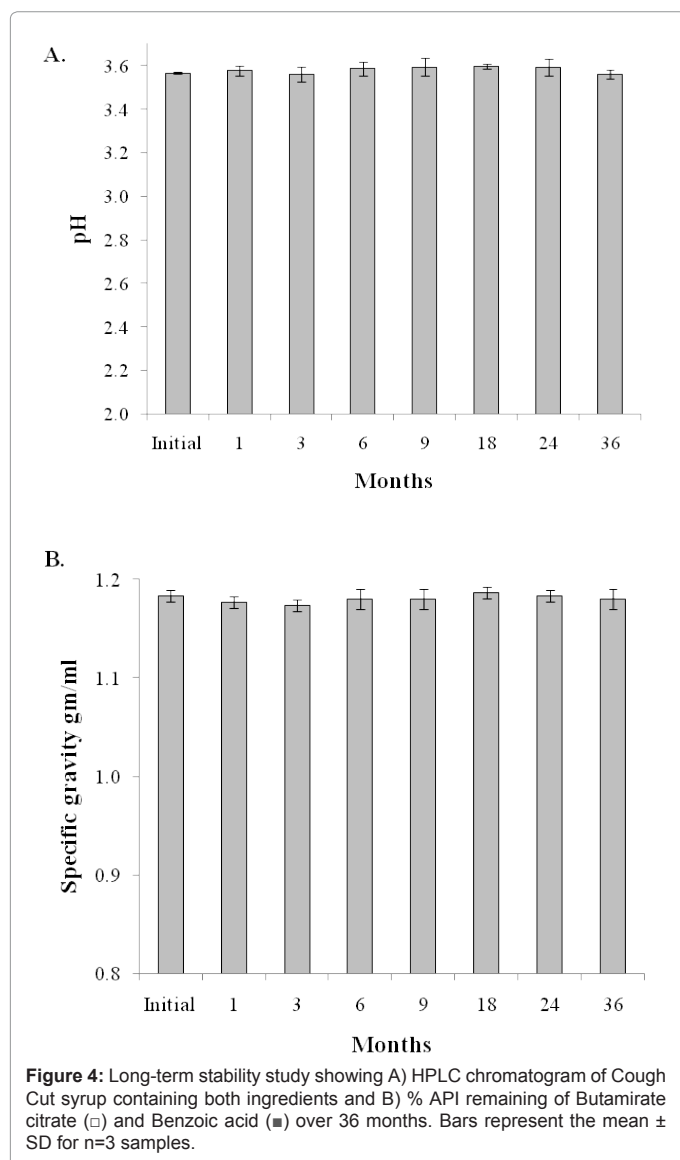 A.
3.6
3.4
3.2
3.0
2.8
2.6
2.4
2.2
2.0
pH
Initial 1 3 6 9 18 24 36
Months
B.
1.2
1.1
1.0
0.9
0.8
Specific gravity gm/ml
Initial 1 3 6 9 18 24 36
Months
Figure 4: Long-term stability study showing A) HPLC chromatogram of Cough
Cut syrup containing both ingredients and B) % API remaining of Butamirate
citrate (□) and Benzoic acid (■) over 36 months. Bars represent the mean ±
SD for n=3 samples.